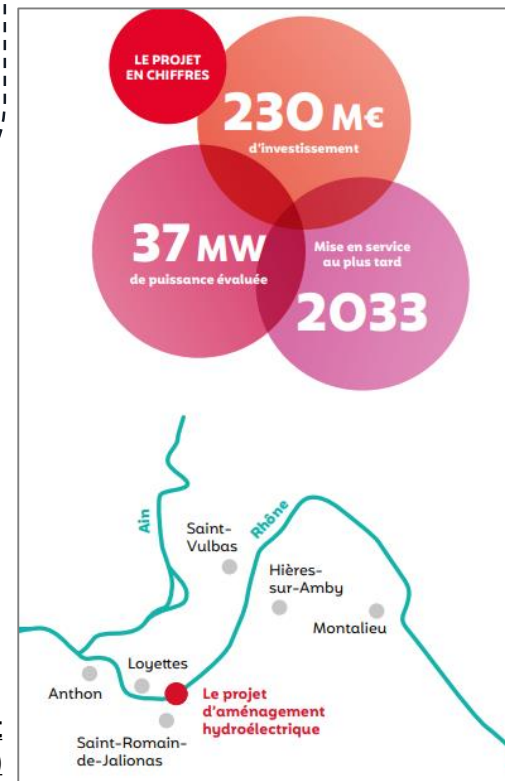 LE PROJET
EN CHIFFRES
230 M€
d'investissement
37 MW
de puissance évaluée
Mise en service
au plus tard
2033
Ain
Rhône
Saint-
Vulbas
Hières-
sur-Amby
Montalieu
Loyettes
Anthon
Le projet
d'aménagement
hydroélectrique
Saint-Romain-
de-Jalionas